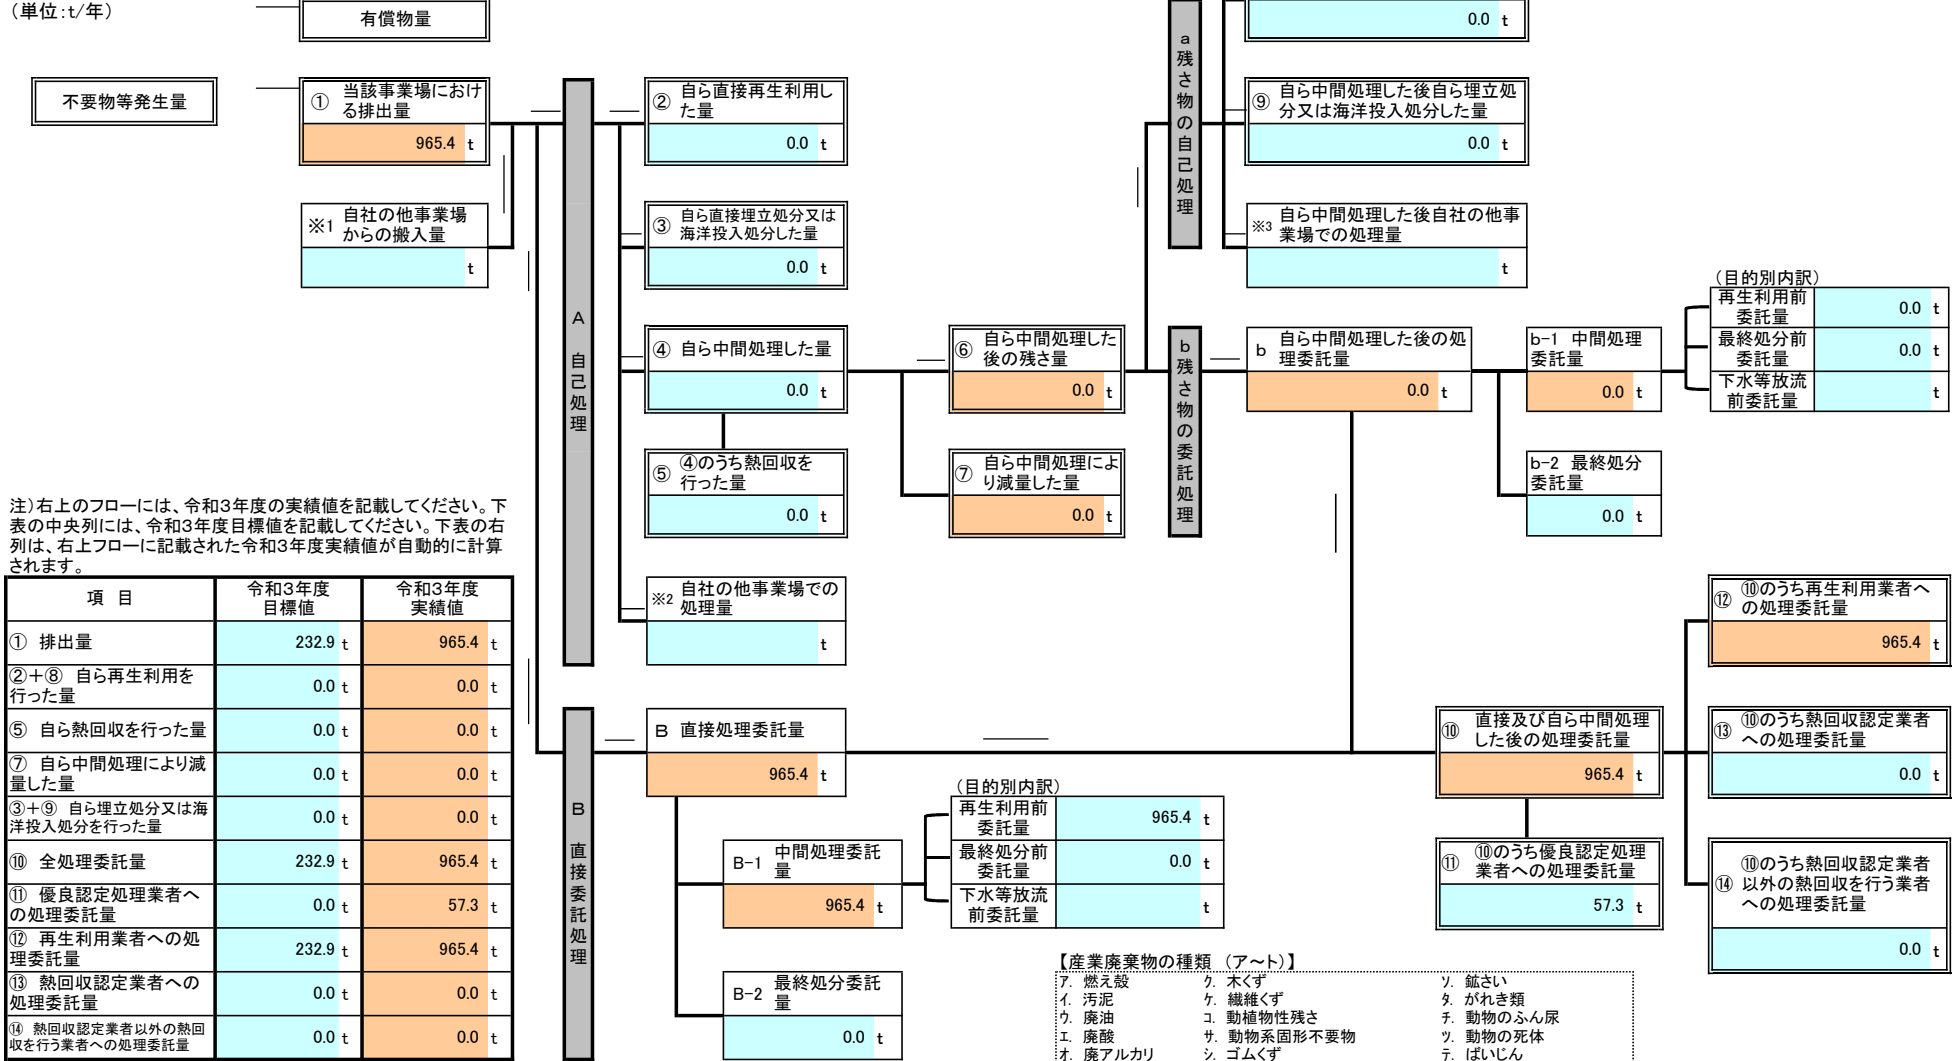 （単位：t/年）
有償物量
0.0 t
不要物等発生量
① 当該事業場におけ
る排出量
965.4 t
※1 自社の他事業場
からの搬入量
t
A 自己処理
② 自ら直接再生利用し
た量
0.0 t
③ 自ら直接埋立処分又は
海洋投入処分した量
0.0 t
④ 自ら中間処理した量
0.0 t
⑤ ④のうち熱回収を
行った量
0.0 t
※2 自社の他事業場での
処理量
t
⑥ 自ら中間処理した
後の残さ量
0.0 t
⑦ 自ら中間処理によ
り減量した量
0.0 t
a 残さ物の自己処理
⑨ 自ら中間処理した後自ら埋立処
分又は海洋投入処分した量
0.0 t
※3 自ら中間処理した後自社の他事
業場での処理量
t
b 残さ物の委託処理
b 自ら中間処理した後の処
理委託量
0.0 t
b-1 中間処理
委託量
0.0 t
b-2 最終処分
委託量
0.0 t
（目的別内訳）
再生利用前
委託量 0.0 t
最終処分前
委託量 0.0 t
下水等放流
前委託量 t
注）右上のフローには、令和3年度の実績値を記載してください。下
表の中央列には、令和3年度目標値を記載してください。下表の右
列は、右上フローに記載された令和3年度実績値が自動的に計算
されます。
項 目 令和3年度 目標値 令和3年度 実績値
① 排出量 232.9 t 965.4 t
②＋⑧ 自ら再生利用を
行った量 0.0 t 0.0 t
⑤ 自ら熱回収を行った量 0.0 t 0.0 t
⑦ 自ら中間処理により減
量した量 0.0 t 0.0 t
③＋⑨ 自ら埋立処分又は海
洋投入処分を行った量 0.0 t 0.0 t
⑩ 全処理委託量 232.9 t 965.4 t
⑪ 優良認定処理業者へ
の処理委託量 0.0 t 57.3 t
⑫ 再生利用業者への処
理委託量 232.9 t 965.4 t
⑬ 熱回収認定業者への
処理委託量 0.0 t 0.0 t
⑭ 熱回収認定業者以外の熱回
収を行う業者への処理委託量 0.0 t 0.0 t
B 直接委託処理
B 直接処理委託量
965.4 t
B-1 中間処理委託
量
965.4 t
B-2 最終処分委託
量
0.0 t
（目的別内訳）
再生利用前
委託量 965.4 t
最終処分前
委託量 0.0 t
下水等放流
前委託量 t
⑩ 直接及び自ら中間処理
した後の処理委託量
965.4 t
⑪ ⑩のうち優良認定処理
業者への処理委託量
57.3 t
⑫ ⑩のうち再生利用業者へ
の処理委託量
965.4 t
⑬ ⑩のうち熱回収認定業者
への処理委託量
0.0 t
⑭ ⑩のうち熱回収認定業者
以外の熱回収を行う業者
への処理委託量
0.0 t
【産業廃棄物の種類 （ア～ト）】
ア. 燃え殻 ク. 木くず ソ. 鉱さい
イ. 汚泥 ケ. 繊維くず タ. がれき類
ウ. 廃油 コ. 動植物性残さ チ. 動物のふん尿
エ. 廃酸 サ. 動物系固形不要物 ツ. 動物の死体
オ. 廃アルカリ シ. ゴムくず テ. ばいじん